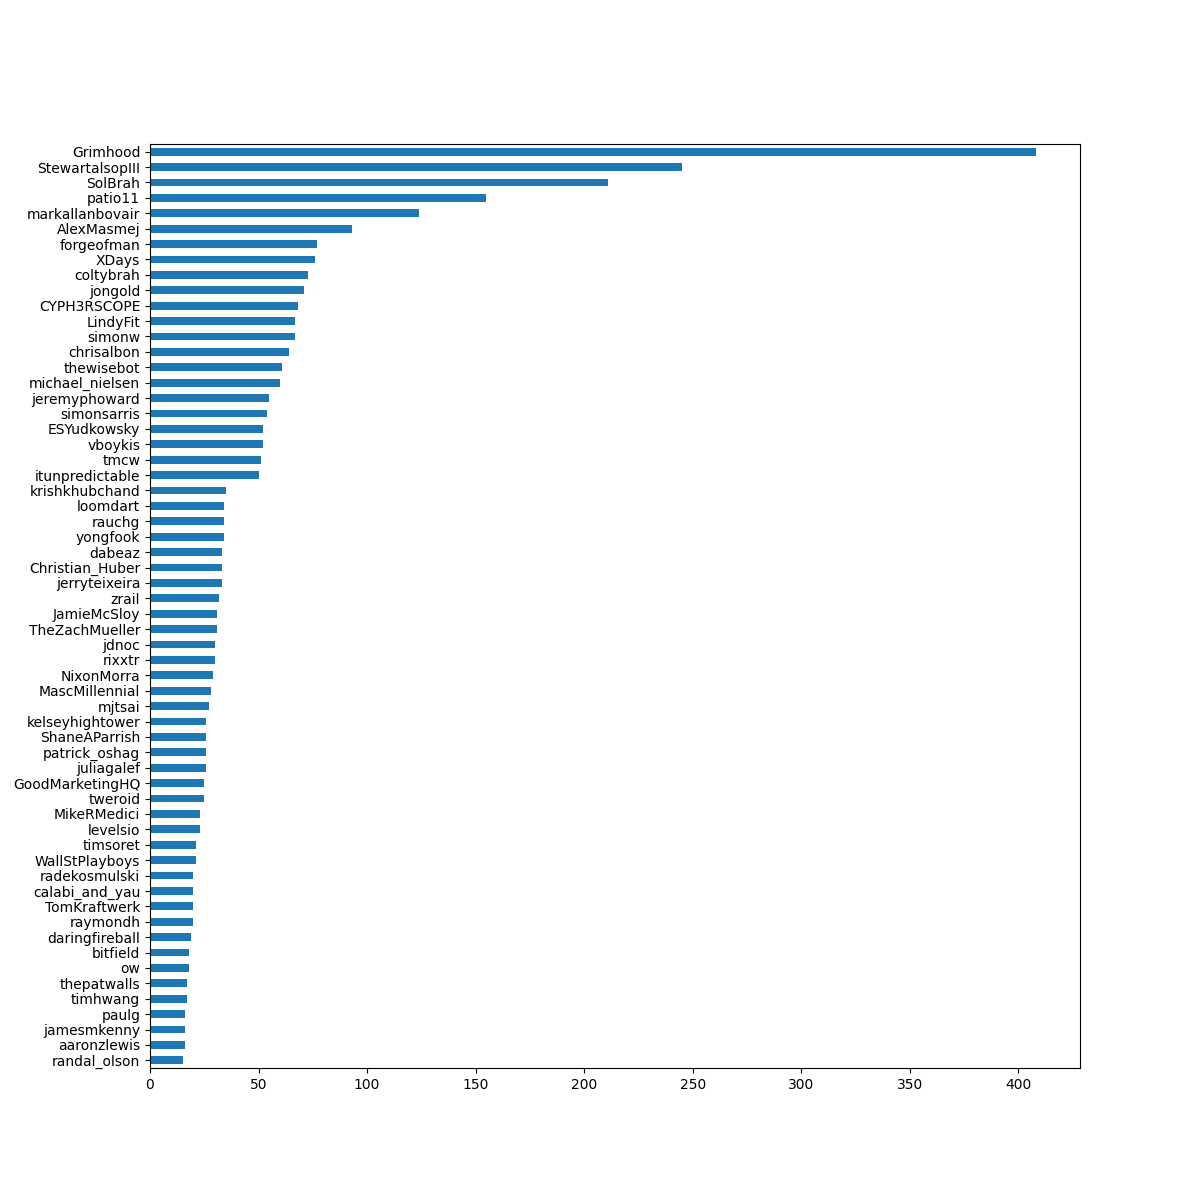 Grimhood
StewartalsopIII
SolBrah
patio11
markallanbovair
AlexMasmej
forgeofman
XDays
coltybrah
jongold
CYPH3RSCOPE
LindyFit
simonw
chrisalbon
thewisebot
michael_nielsen
jeremyphoward
simonsarris
ESYudkowsky
vboykis
tmcw
itunpredictable
krishkhubchand
loomdart
rauchg
yongfook
dabeaz
Christian_Huber
jerryteixeira
zrail
JamieMcSloy
TheZachMueller
jdnoc
rixxtr
NixonMorra
MascMillennial
mjtsai
kelseyhightower
ShaneAParrish
patrick_oshag
juliagalef
GoodMarketingHQ
tweroid
MikeRMedici
levelsio
timsoret
WallStPlayboys
radekosmulski
calabi_and_yau
TomKraftwerk
raymondh
daringfireball
bitfield
ow
thepatwalls
timhwang
paulg
jamesmkenny
aaronzlewis
randal_olson
0 50 100 150 200 250 300 350 400